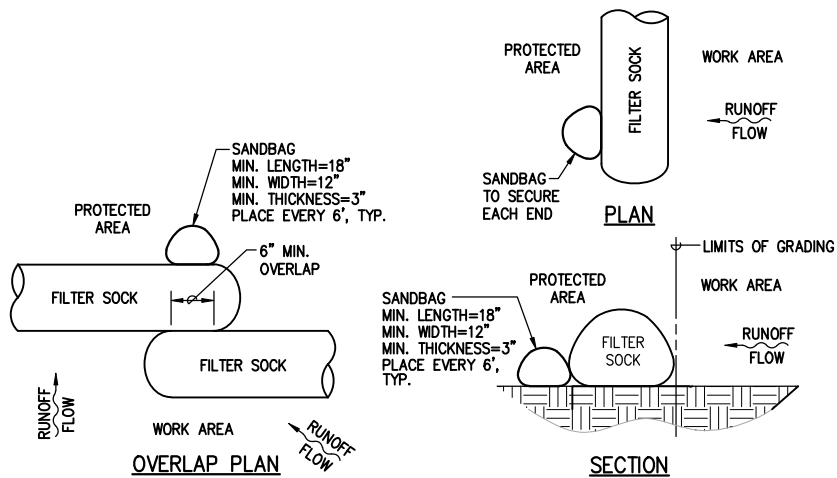 SANDBAG
MIN. LENGTH=18"
MIN. WIDTH=12"
MIN. THICKNESS=3"
PLACE EVERY 6', TYP.
PROTECTED
AREA
6" MIN.
OVERLAP
FILTER SOCK
FILTER SOCK
RUNOFF
FLOW
WORK AREA
RUNOFF
FLOW
OVERLAP PLAN
PROTECTED
AREA
FILTER SOCK
WORK AREA
RUNOFF
FLOW
SANDBAG
TO SECURE
EACH END
PLAN
LIMITS OF GRADING
PROTECTED
AREA
WORK AREA
SANDBAG
MIN. LENGTH=18"
MIN. WIDTH=12"
MIN. THICKNESS=3"
PLACE EVERY 6',
TYP.
FILTER
SOCK
RUNOFF
FLOW
SECTION